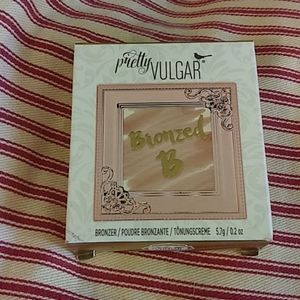 pretty
VULGAR®
Bronzed
B
BRONZER / POUDRE BRONZANTE / TÖNUNGSCREME 5.7g / 0.2 oz